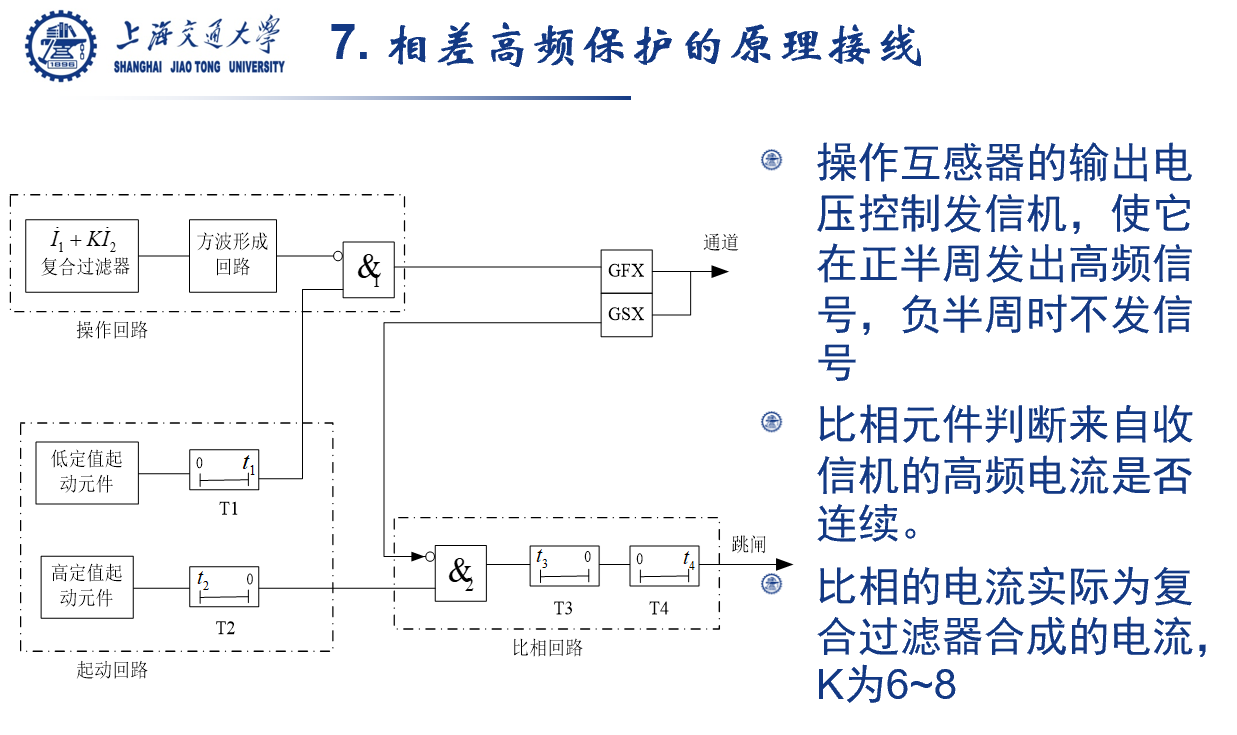 上海交通大学
SHANGHAI JIAO TONG UNIVERSITY
1896
7. 相差高频保护的原理接线
İ₁ + Kİ₂
复合过滤器
方波形成
回路
&1
操作回路
GFX
GSX
通道
低定值起
动元件
0 t₁
T1
高定值起
动元件
t₂ 0
T2
起动回路
&2
t₃ 0
T3
0 t₄
T4
跳闸
比相回路
操作互感器的输出电
压控制发信机，使它
在正半周发出高频信
号，负半周时不发信
号
比相元件判断来自收
信机的高频电流是否
连续。
比相的电流实际为复
合过滤器合成的电流，
K为6~8